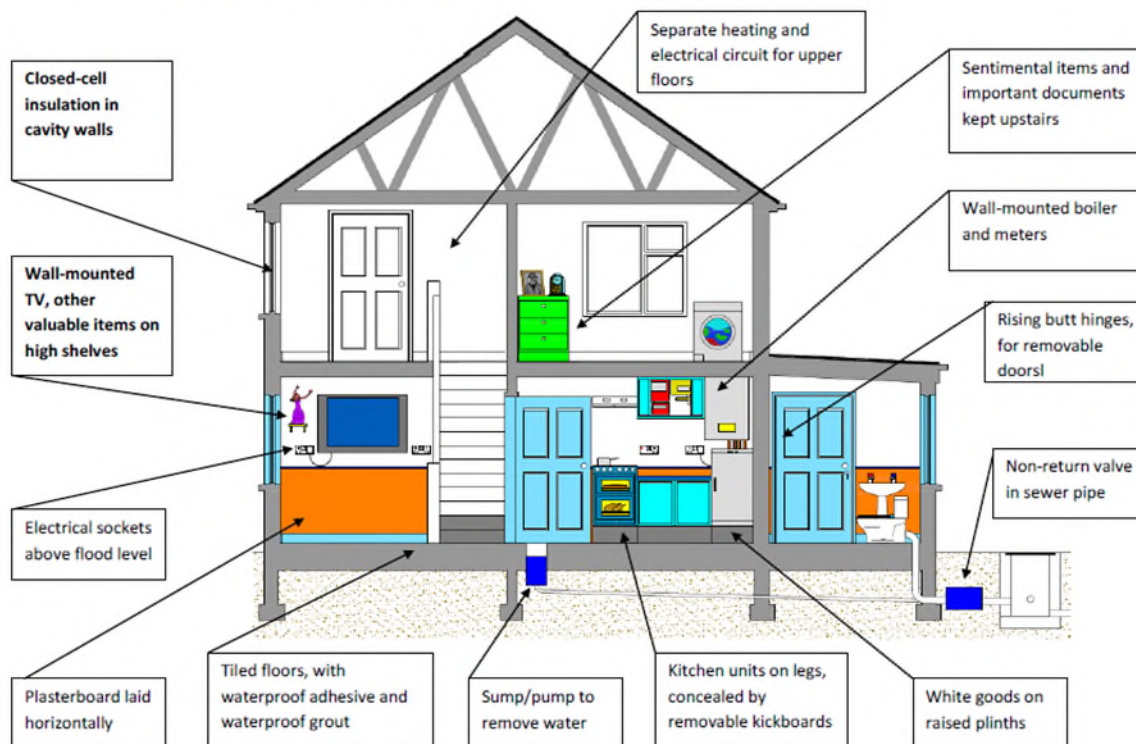 Separate heating and
electrical circuit for upper
floors
Closed-cell
insulation in
cavity walls
Sentimental items and
important documents
kept upstairs
Wall-mounted boiler
and meters
Wall-mounted
TV, other
valuable items on
high shelves
Rising butt hinges,
for removable
doorsl
Non-return valve
in sewer pipe
Electrical sockets
above flood level
Plasterboard laid
horizontally
Tiled floors, with
waterproof adhesive and
waterproof grout
Sump/pump to
remove water
Kitchen units on legs,
concealed by
removable kickboards
White goods on
raised plinths